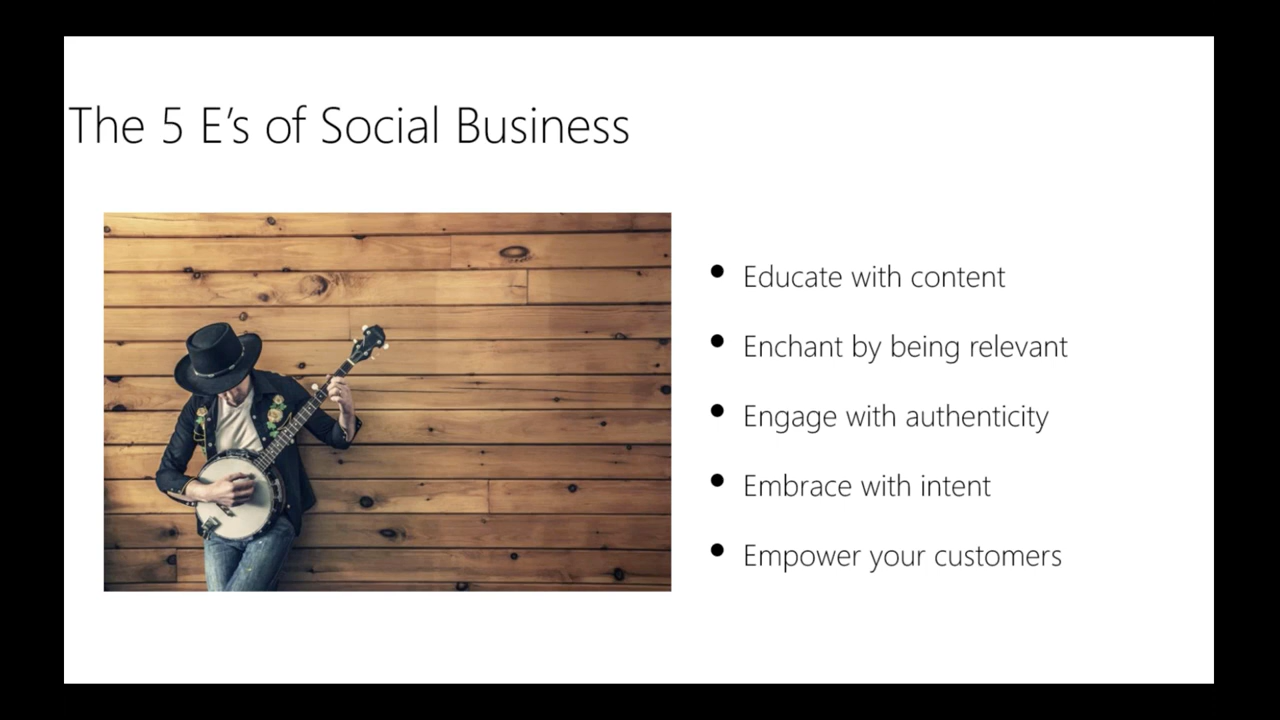 The 5 E’s of Social Business
Educate with content
Enchant by being relevant
Engage with authenticity
Embrace with intent
Empower your customers